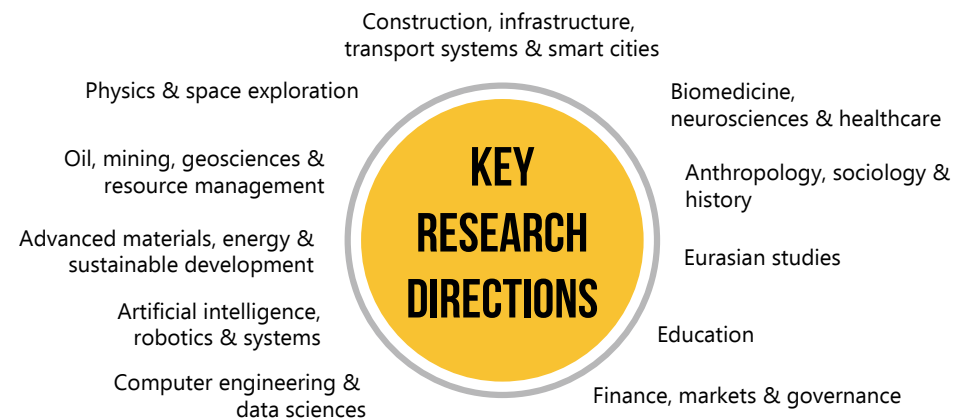 Construction, infrastructure,
transport systems & smart cities
Physics & space exploration
Oil, mining, geosciences &
resource management
Advanced materials, energy &
sustainable development
Artificial intelligence,
robotics & systems
Computer engineering &
data sciences
KEY
RESEARCH
DIRECTIONS
Biomedicine,
neurosciences & healthcare
Anthropology, sociology &
history
Eurasian studies
Education
Finance, markets & governance